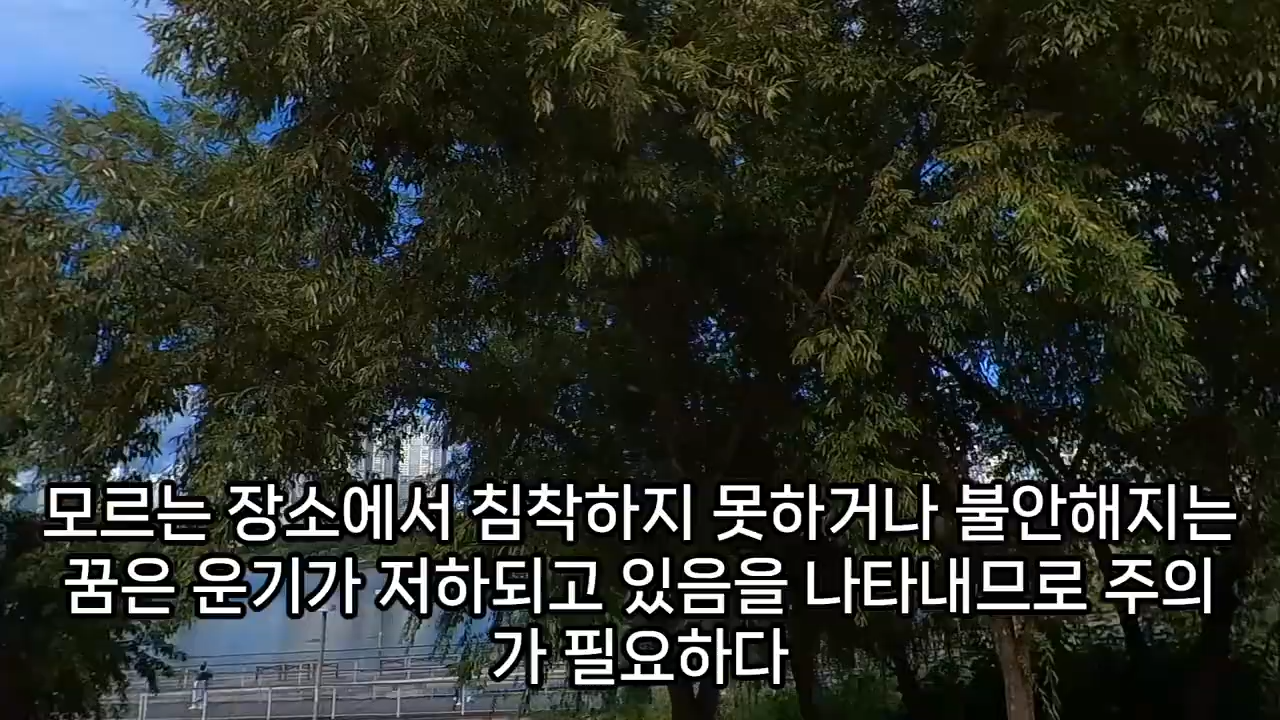 모르는 장소에서 침착하지 못하거나 불안해지는
꿈은 운기가 저하되고 있음을 나타내므로 주의
가 필요하다